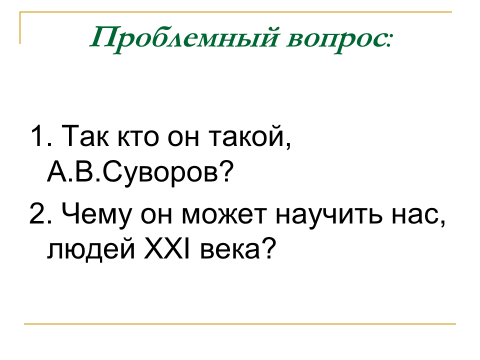 Проблемный вопрос:
1. Так кто он такой,
А.В.Суворов?
2. Чему он может научить нас,
людей XXI века?